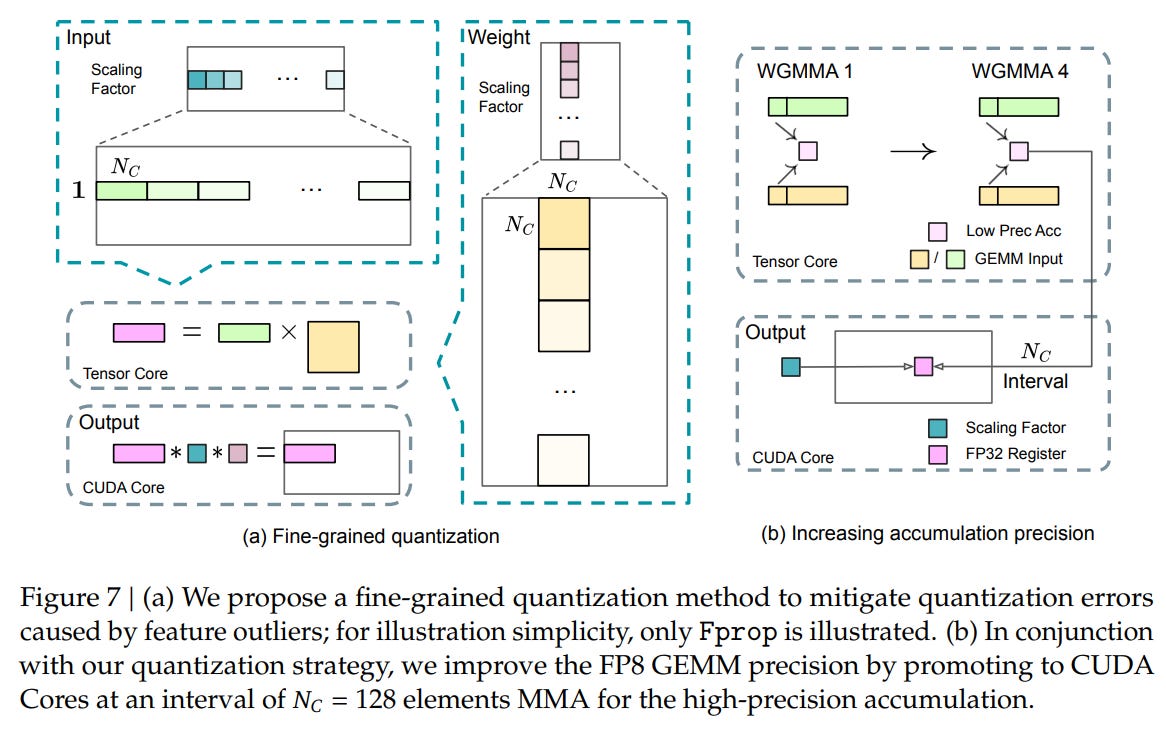 Input
Scaling
Factor
...
N_C
1
...
Weight
Scaling
Factor
...
N_C
N_C
...
= ×
Tensor Core
Output
* * =
CUDA Core
(a) Fine-grained quantization
WGMMA 1
WGMMA 4
Low Prec Acc
/ GEMM Input
Tensor Core
Output
N_C
Interval
Scaling Factor
FP32 Register
CUDA Core
(b) Increasing accumulation precision
Figure 7 | (a) We propose a fine-grained quantization method to mitigate quantization errors
caused by feature outliers; for illustration simplicity, only Fprop is illustrated. (b) In conjunction
with our quantization strategy, we improve the FP8 GEMM precision by promoting to CUDA
Cores at an interval of N_C = 128 elements MMA for the high-precision accumulation.